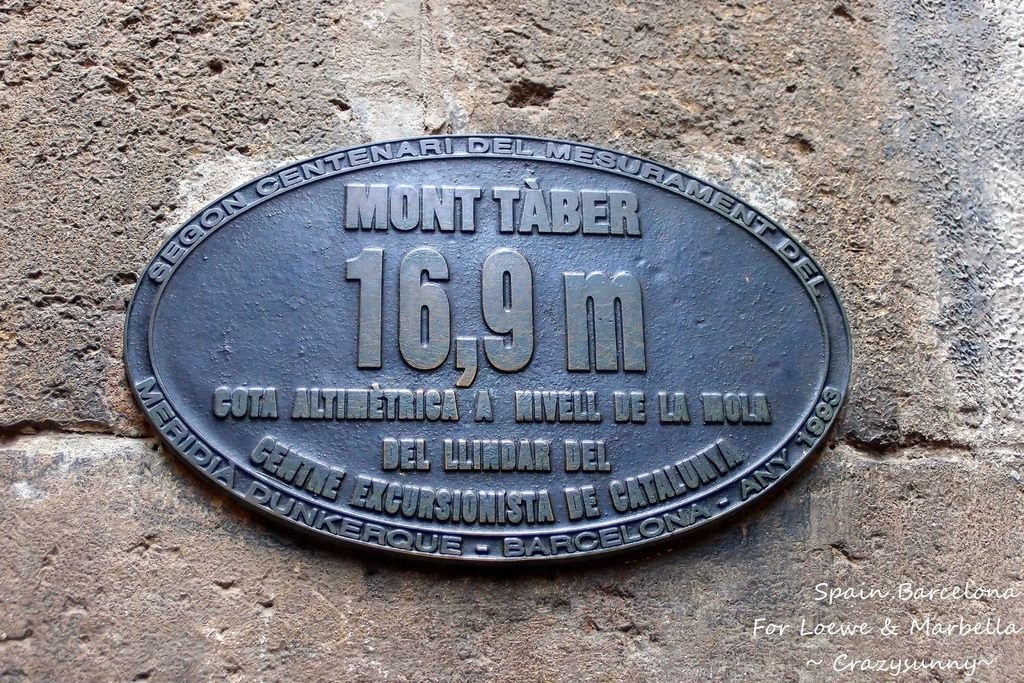 SEGON CENTENARI DEL MESURAMENT DEL
MONT TÀBER
16,9 m
COTA ALTIMÈTRICA A NIVELL DE LA MOLA
DEL LLINDAR DEL
CENTRE EXCURSIONISTA DE CATALUNYA
MERIDIA DUNKERQUE - BARCELONA - ANY 1993
Spain.Barcelona
For Loewe & Marbella
~ Crazysunny~